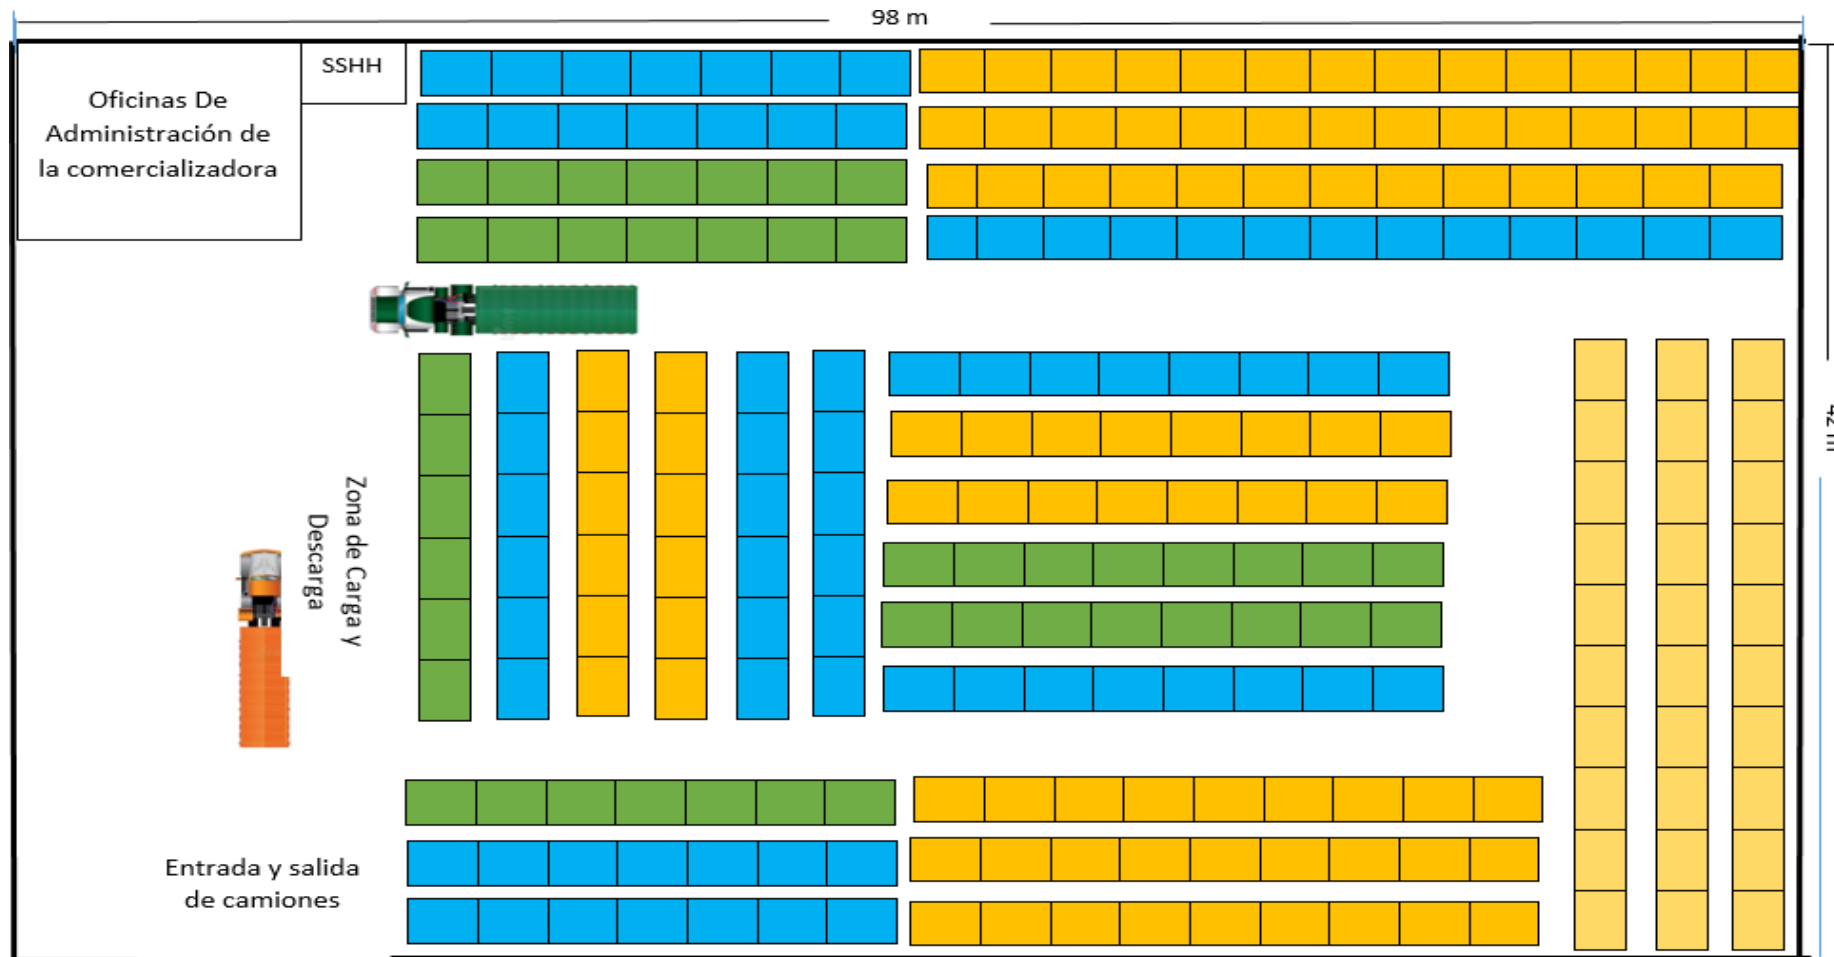 98 m
SSHH
Oficinas De
Administración de
la comercializadora
Zona de Carga y
Descarga
Entrada y salida
de camiones